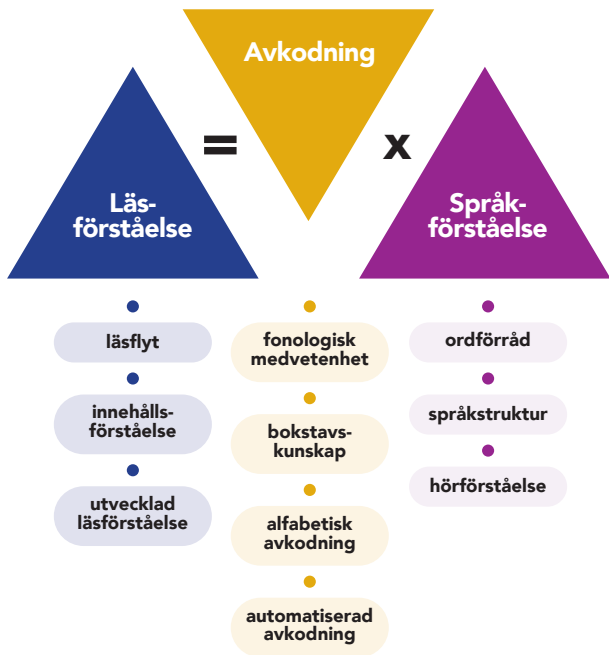 Avkodning
=
x
Läs-
förståelse
Språk-
förståelse
läsflyt
innehålls-
förståelse
utvecklad
läsförståelse
fonologisk
medvetenhet
bokstavs-
kunskap
alfabetisk
avkodning
automatiserad
avkodning
ordförråd
språkstruktur
hörförståelse